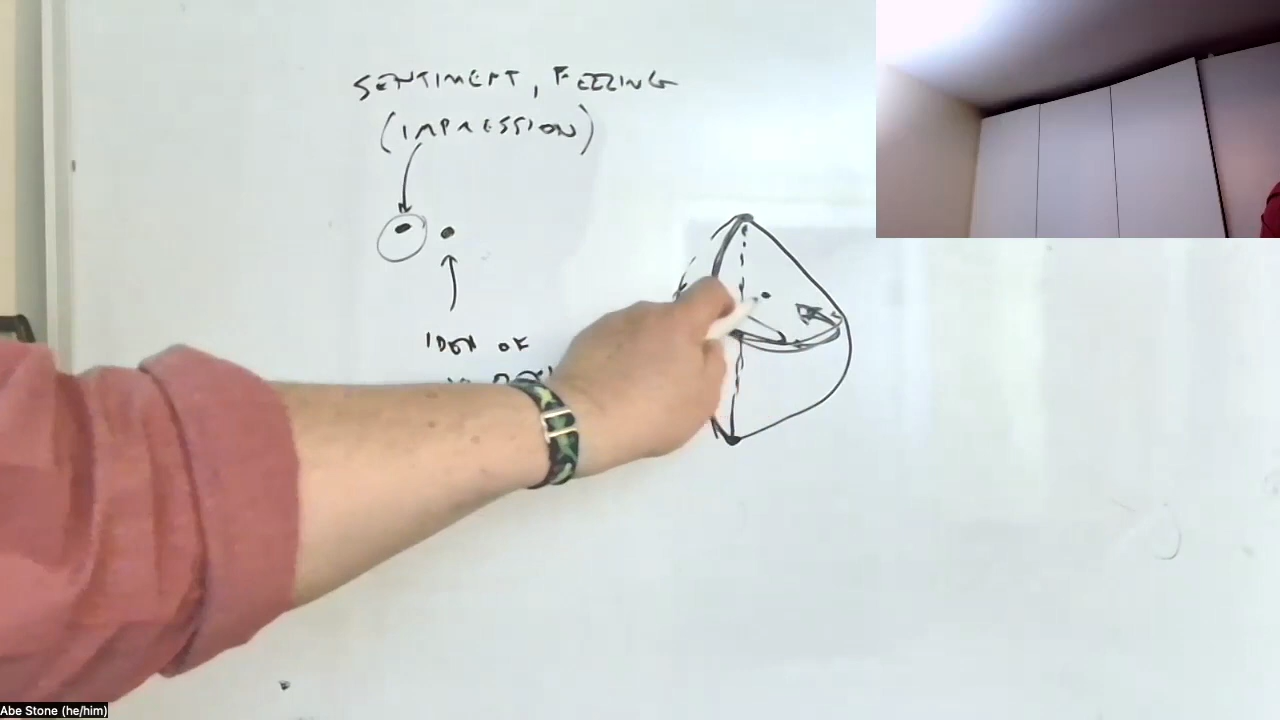 SENTIMENT, FEELING
(IMPRESSION)
IDEA OF
Abe Stone (he/him)